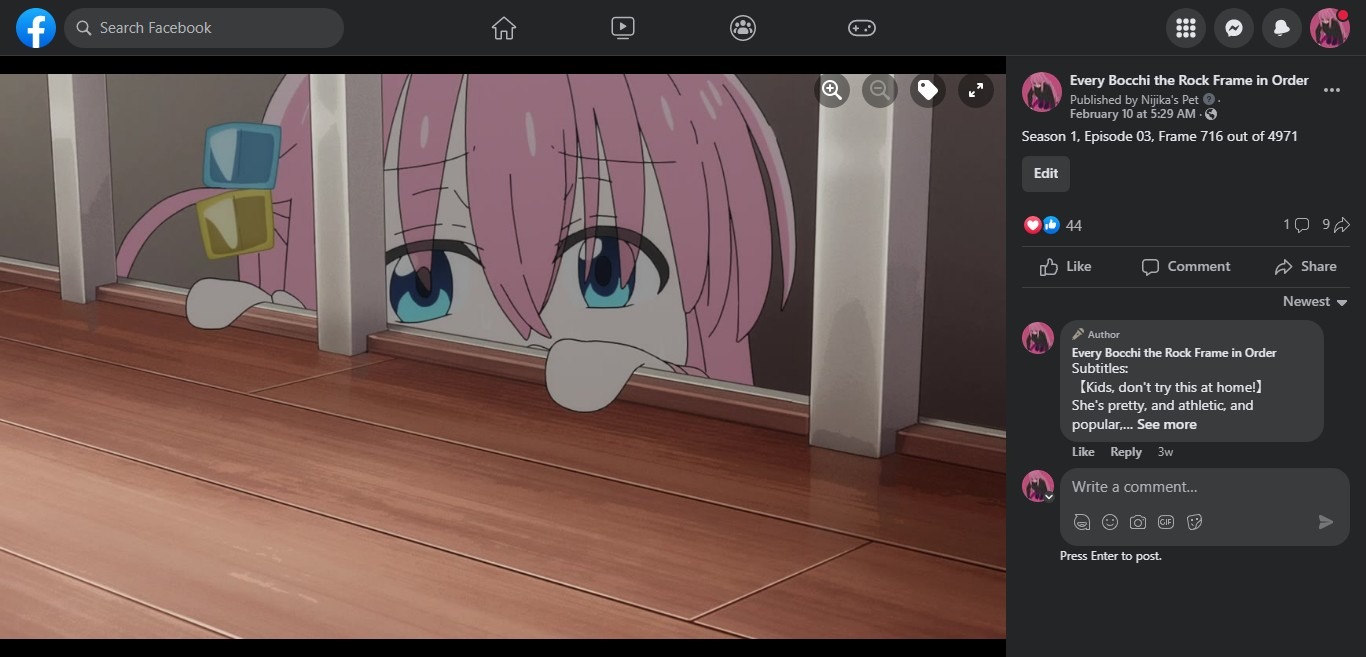 Search Facebook
Every Bocchi the Rock Frame in Order
Published by Nijika's Pet ·
February 10 at 5:29 AM ·
Season 1, Episode 03, Frame 716 out of 4971
Edit
44
1
9
Like
Comment
Share
Newest
Author
Every Bocchi the Rock Frame in Order
Subtitles:
【Kids, don't try this at home!】
She's pretty, and athletic, and
popular,... See more
Like Reply 3w
Write a comment...
GIF
Press Enter to post.